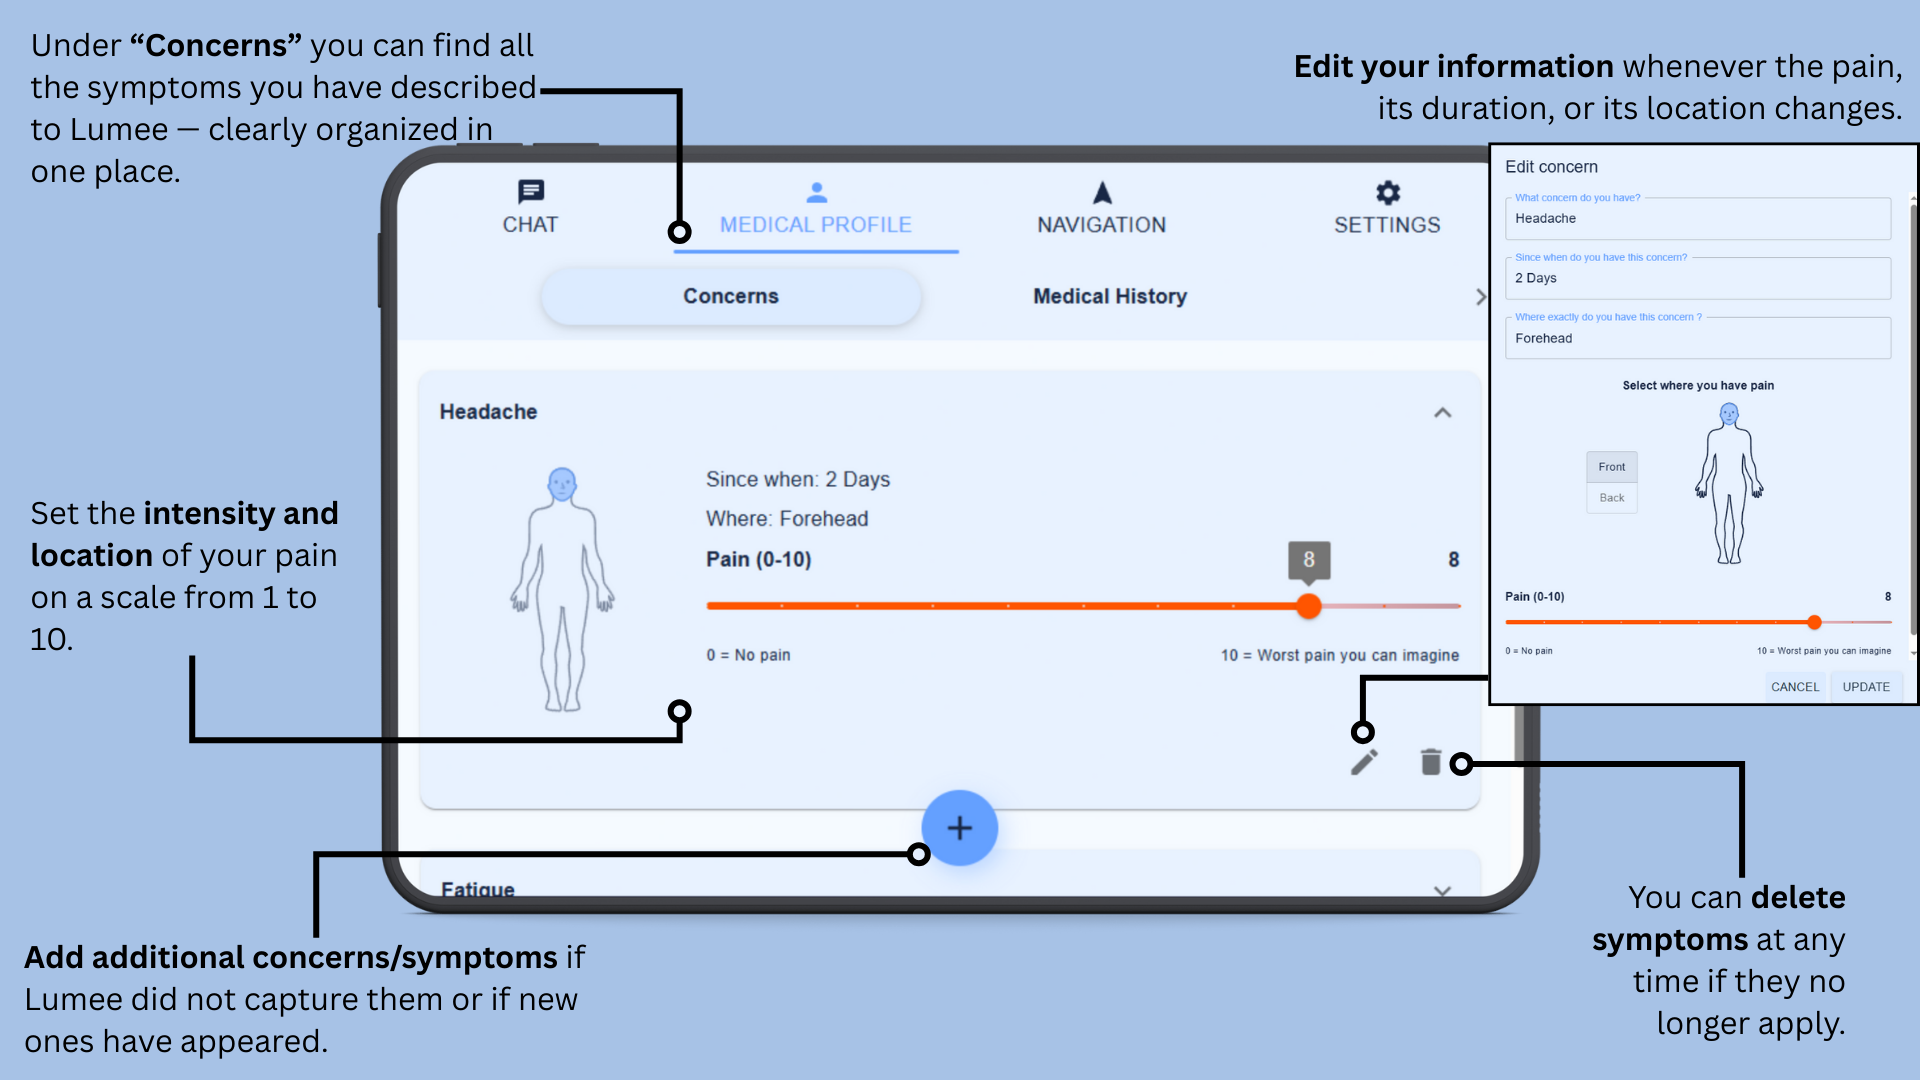 Under “Concerns” you can find all
the symptoms you have described
to Lumee — clearly organized in
one place.
Edit your information whenever the pain,
its duration, or its location changes.
CHAT
MEDICAL PROFILE
NAVIGATION
SETTINGS
Concerns
Medical History
Headache
Since when: 2 Days
Where: Forehead
Pain (0-10)
8
8
0 = No pain
10 = Worst pain you can imagine
Fatigue
Edit concern
What concern do you have?
Headache
Since when do you have this concern?
2 Days
Where exactly do you have this concern ?
Forehead
Select where you have pain
Front
Back
Pain (0-10)
8
0 = No pain
10 = Worst pain you can imagine
CANCEL
UPDATE
Set the intensity and
location of your pain
on a scale from 1 to
10.
Add additional concerns/symptoms if
Lumee did not capture them or if new
ones have appeared.
You can delete
symptoms at any
time if they no
longer apply.